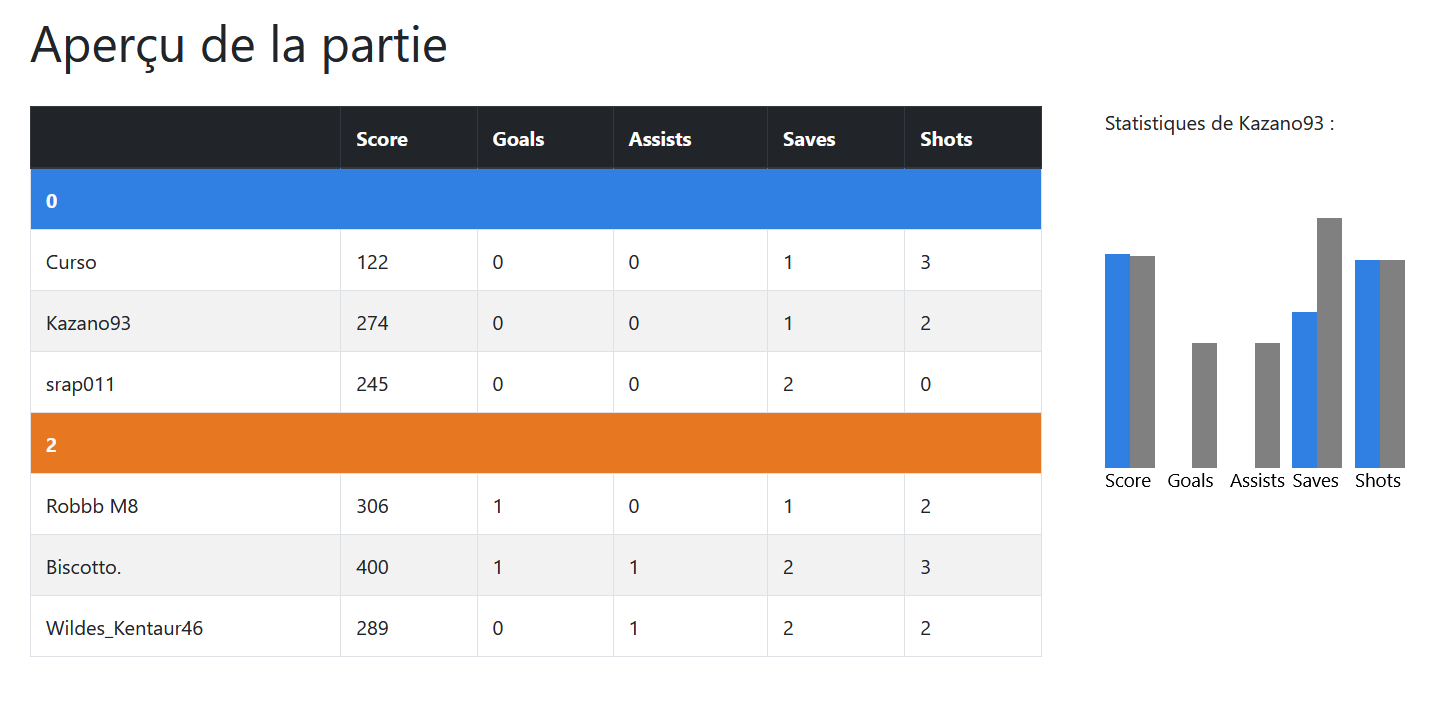 Aperçu de la partie
Score Goals Assists Saves Shots
0
Curso 122 0 0 1 3
Kazano93 274 0 0 1 2
srap011 245 0 0 2 0
2
Robbb M8 306 1 0 1 2
Biscotto. 400 1 1 2 3
Wildes_Kentaur46 289 0 1 2 2
Statistiques de Kazano93 :
Score Goals Assists Saves Shots